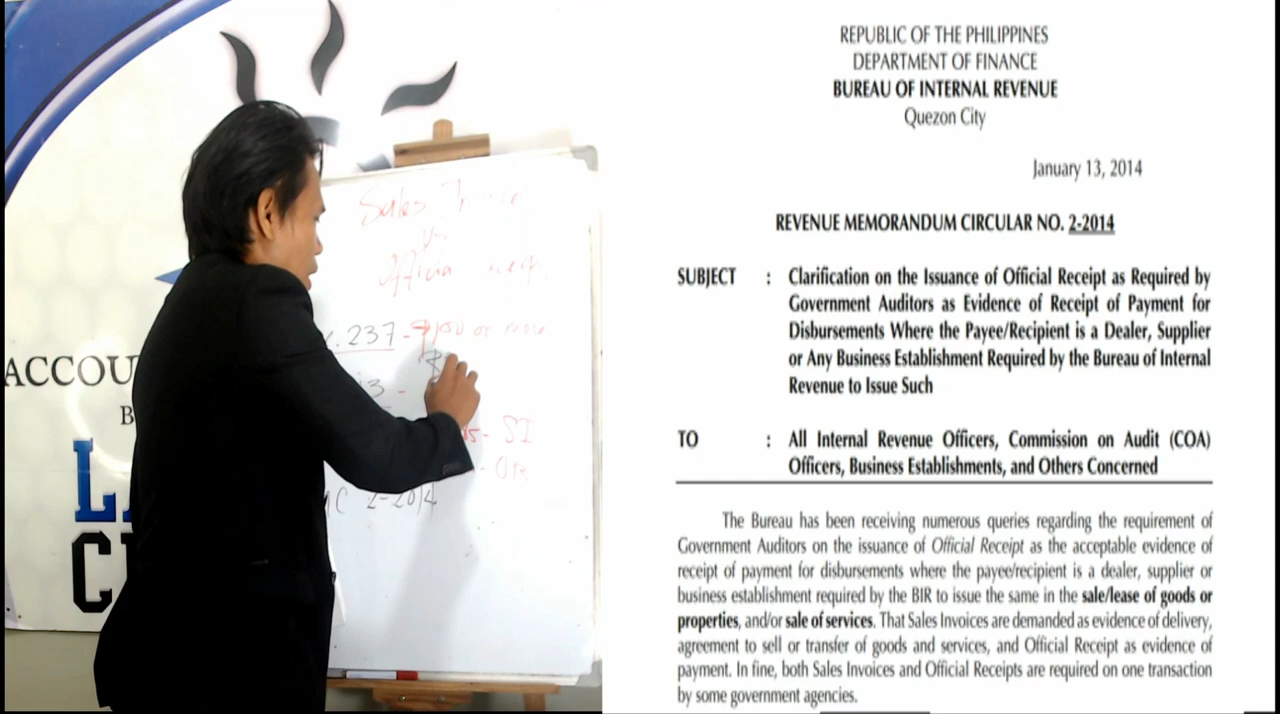 ACCOU
B
L
C
Sales
Vs.
Official
. 237 - 100 or more
13 -
- SI
- OR
C 2-2014
REPUBLIC OF THE PHILIPPINES
DEPARTMENT OF FINANCE
BUREAU OF INTERNAL REVENUE
Quezon City
January 13, 2014
REVENUE MEMORANDUM CIRCULAR NO. 2-2014
SUBJECT : Clarification on the Issuance of Official Receipt as Required by
Government Auditors as Evidence of Receipt of Payment for
Disbursements Where the Payee/Recipient is a Dealer, Supplier
or Any Business Establishment Required by the Bureau of Internal
Revenue to Issue Such
TO : All Internal Revenue Officers, Commission on Audit (COA)
Officers, Business Establishments, and Others Concerned
The Bureau has been receiving numerous queries regarding the requirement of
Government Auditors on the issuance of Official Receipt as the acceptable evidence of
receipt of payment for disbursements where the payee/recipient is a dealer, supplier or
business establishment required by the BIR to issue the same in the sale/lease of goods or
properties, and/or sale of services. That Sales Invoices are demanded as evidence of delivery,
agreement to sell or transfer of goods and services, and Official Receipt as evidence of
payment. In fine, both Sales Invoices and Official Receipts are required on one transaction
by some government agencies.